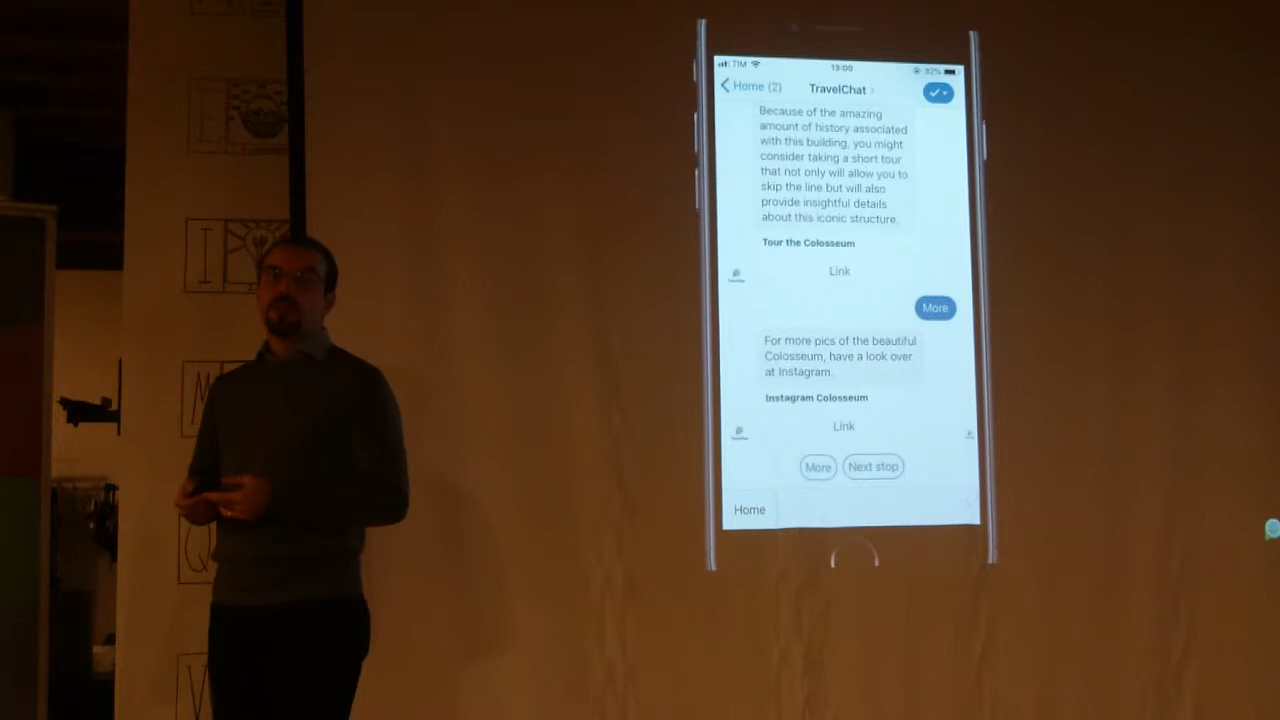 TIM
13:00
82%
Home (2)
TravelChat
Because of the amazing
amount of history associated
with this building, you might
consider taking a short tour
that not only will allow you to
skip the line but will also
provide insightful details
about this iconic structure.
Tour the Colosseum
Link
More
For more pics of the beautiful
Colosseum, have a look over
at Instagram.
Instagram Colosseum
Link
More
Next stop
Home
E
I
M
Q
V